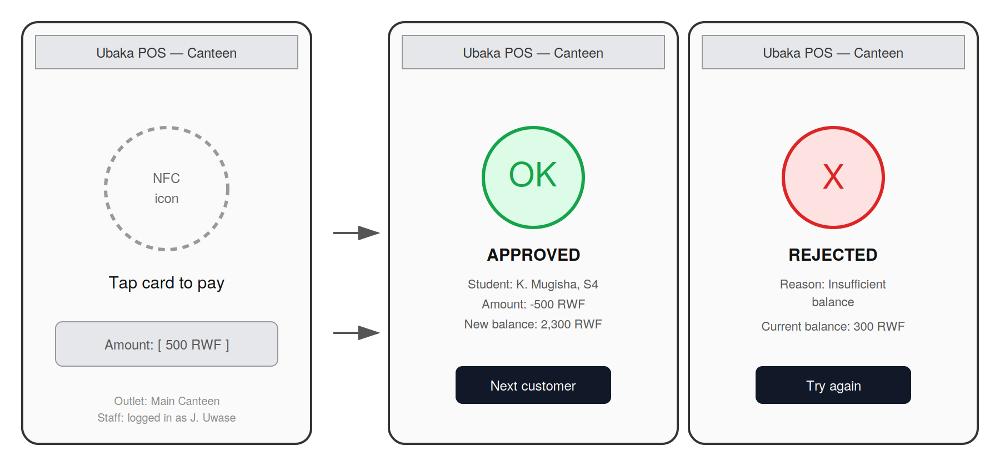 Ubaka POS — Canteen
NFC
icon
Tap card to pay
Amount: [ 500 RWF ]
Outlet: Main Canteen
Staff: logged in as J. Uwase
Ubaka POS — Canteen
OK
APPROVED
Student: K. Mugisha, S4
Amount: -500 RWF
New balance: 2,300 RWF
Next customer
Ubaka POS — Canteen
X
REJECTED
Reason: Insufficient
balance
Current balance: 300 RWF
Try again